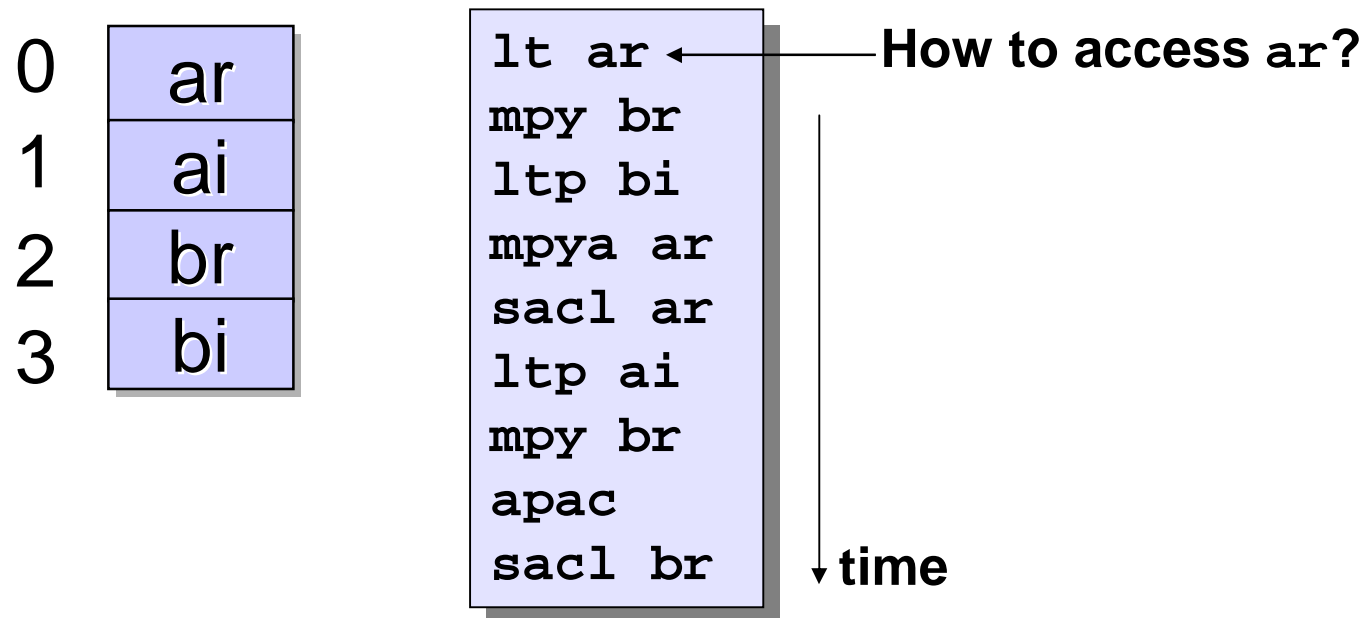 0 ar
1 ai
2 br
3 bi
lt ar
mpy br
ltp bi
mpya ar
sacl ar
ltp ai
mpy br
apac
sacl br
How to access ar?
time